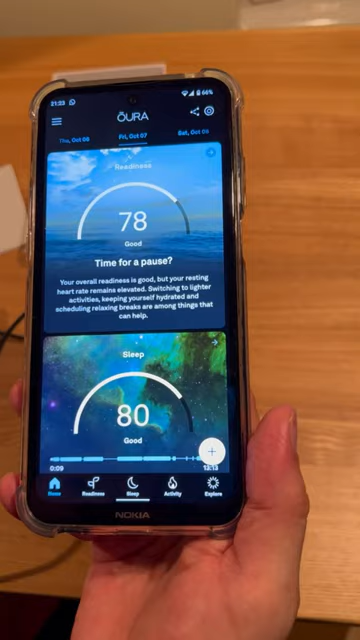 21:23
66%
ŌURA
Thu, Oct 06
Fri, Oct 07
Sat, Oct 08
Readiness
78
Good
Time for a pause?
Your overall readiness is good, but your resting
heart rate remains elevated. Switching to lighter
activities, keeping yourself hydrated and
scheduling relaxing breaks are among things that
can help.
Sleep
80
Good
+
0:09
Home Readiness Sleep Activity Explore
NOKIA